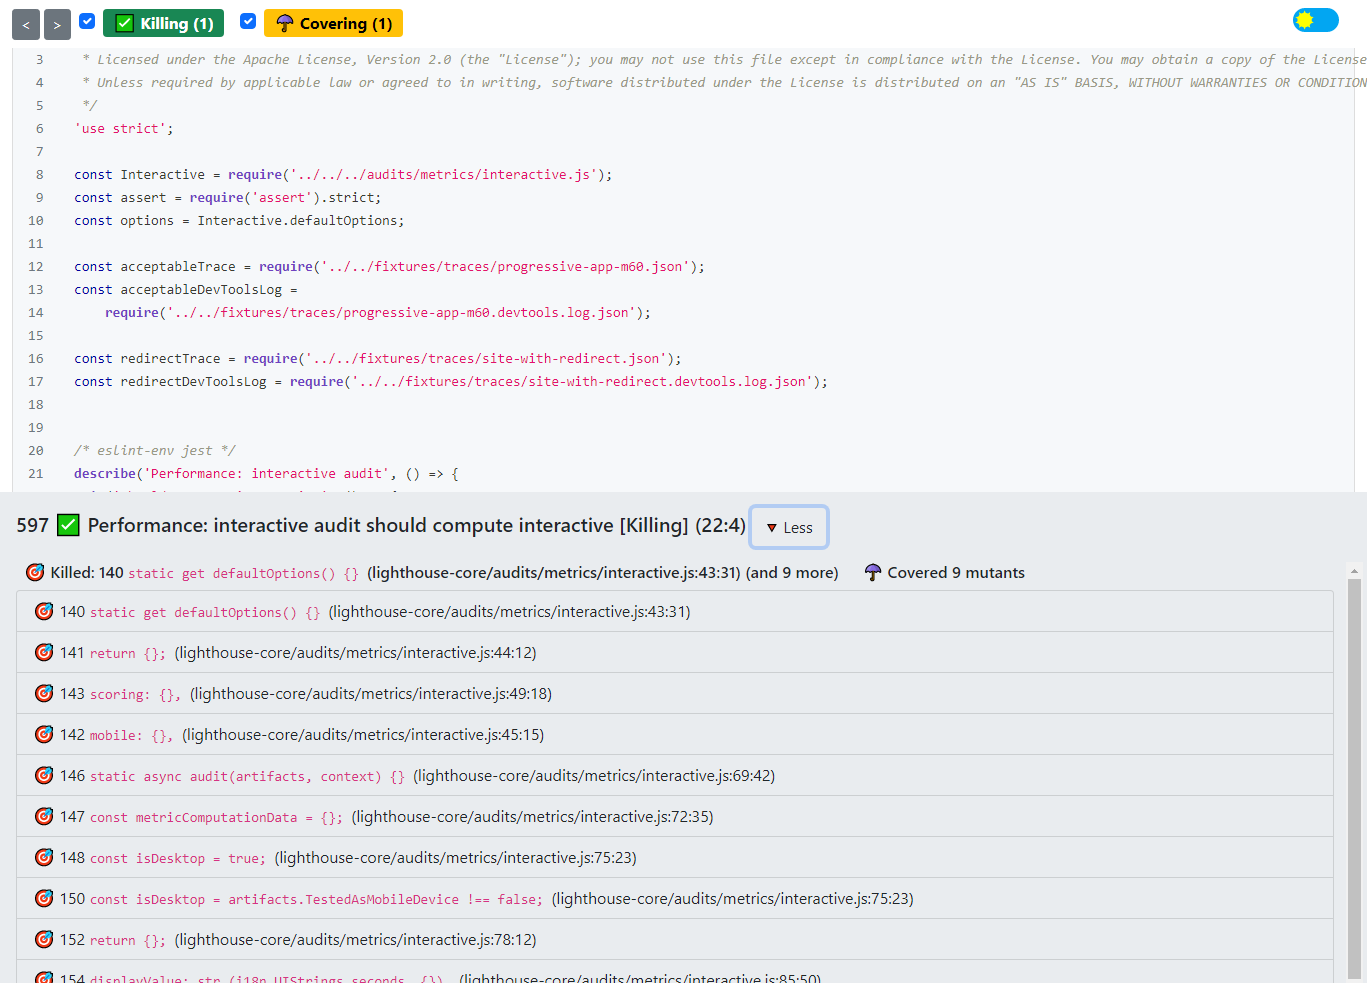 < > Killing (1) Covering (1)
3 * Licensed under the Apache License, Version 2.0 (the "License"); you may not use this file except in compliance with the License. You may obtain a copy of the License
4 * Unless required by applicable law or agreed to in writing, software distributed under the License is distributed on an "AS IS" BASIS, WITHOUT WARRANTIES OR CONDITION
5 */
6 'use strict';
7
8 const Interactive = require('../../../audits/metrics/interactive.js');
9 const assert = require('assert').strict;
10 const options = Interactive.defaultOptions;
11
12 const acceptableTrace = require('../../fixtures/traces/progressive-app-m60.json');
13 const acceptableDevToolsLog =
14 require('../../fixtures/traces/progressive-app-m60.devtools.log.json');
15
16 const redirectTrace = require('../../fixtures/traces/site-with-redirect.json');
17 const redirectDevToolsLog = require('../../fixtures/traces/site-with-redirect.devtools.log.json');
18
19
20 /* eslint-env jest */
21 describe('Performance: interactive audit', () => {
597 Performance: interactive audit should compute interactive [Killing] (22:4) Less
Killed: 140 static get defaultOptions() {} (lighthouse-core/audits/metrics/interactive.js:43:31) (and 9 more) Covered 9 mutants
140 static get defaultOptions() {} (lighthouse-core/audits/metrics/interactive.js:43:31)
141 return {}; (lighthouse-core/audits/metrics/interactive.js:44:12)
143 scoring: {}, (lighthouse-core/audits/metrics/interactive.js:49:18)
142 mobile: {}, (lighthouse-core/audits/metrics/interactive.js:45:15)
146 static async audit(artifacts, context) {} (lighthouse-core/audits/metrics/interactive.js:69:42)
147 const metricComputationData = {}; (lighthouse-core/audits/metrics/interactive.js:72:35)
148 const isDesktop = true; (lighthouse-core/audits/metrics/interactive.js:75:23)
150 const isDesktop = artifacts.TestedAsMobileDevice !== false; (lighthouse-core/audits/metrics/interactive.js:75:23)
152 return {}; (lighthouse-core/audits/metrics/interactive.js:78:12)
154 displayValue: str_(i18n.UIStrings.seconds, {}), (lighthouse-core/audits/metrics/interactive.js:85:50)